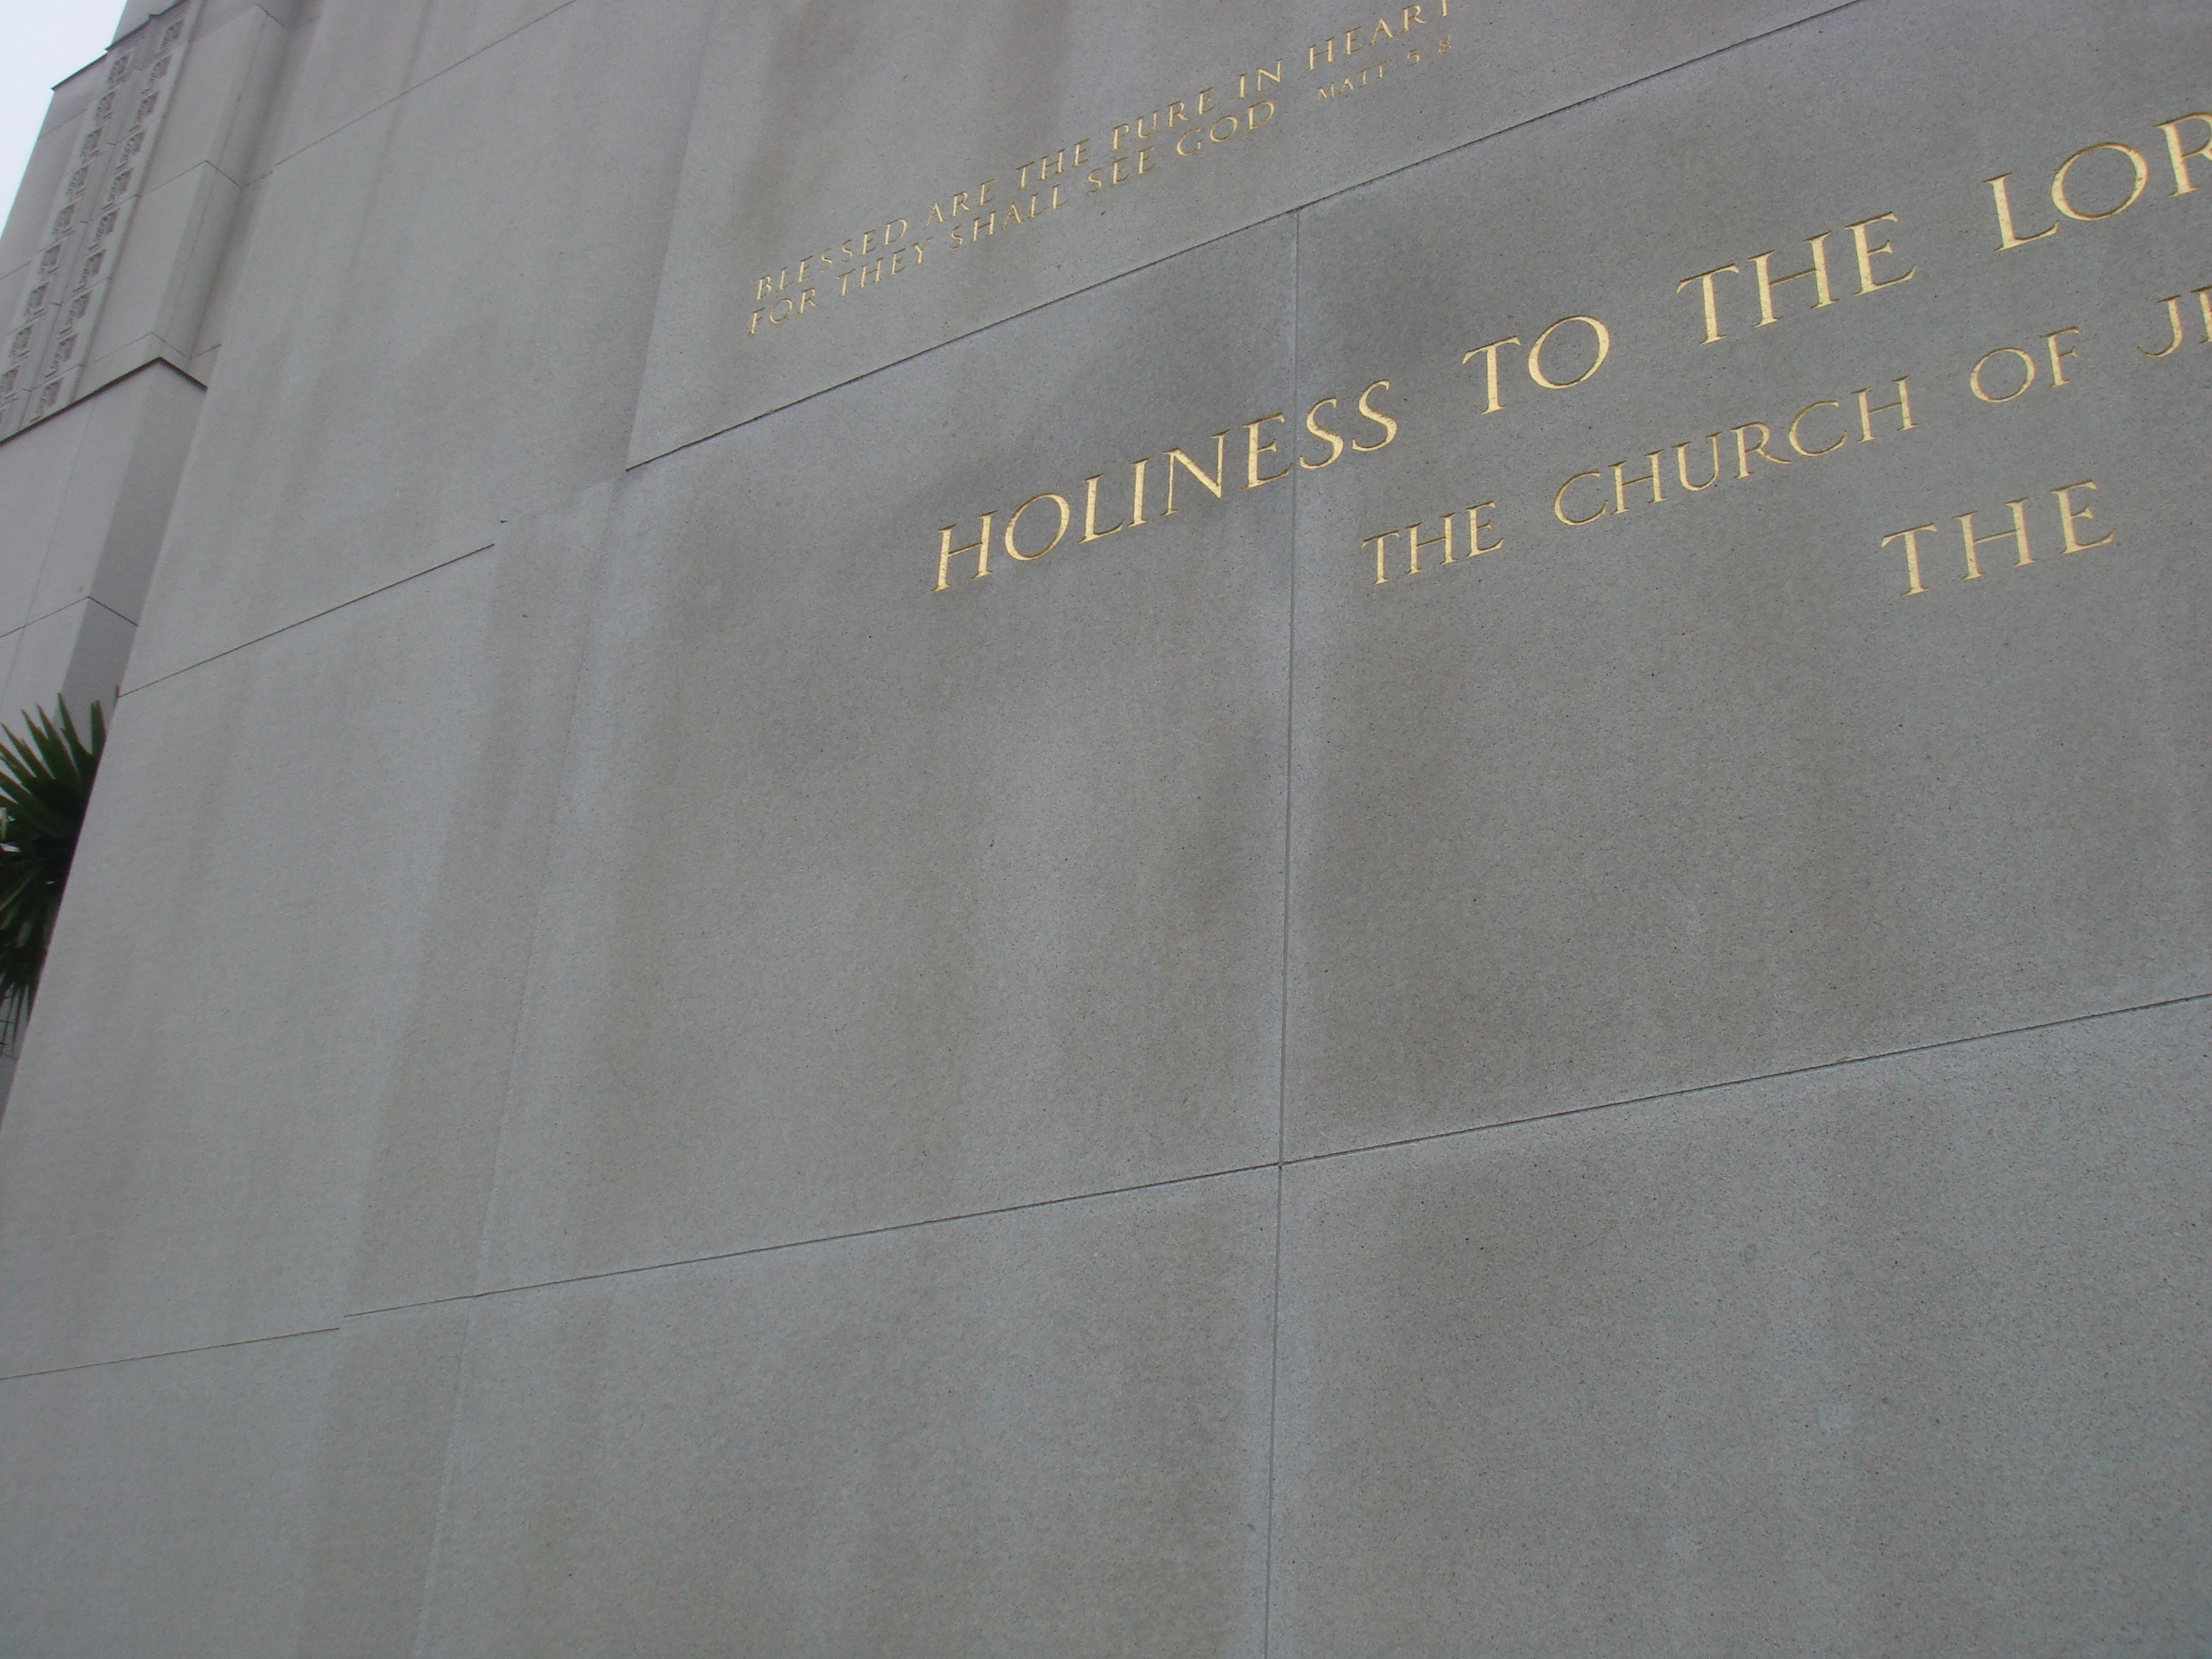 BLESSED ARE THE PURE IN HEART
FOR THEY SHALL SEE GOD MATT 5 8
HOLINESS TO THE LOR
THE CHURCH OF JE
THE